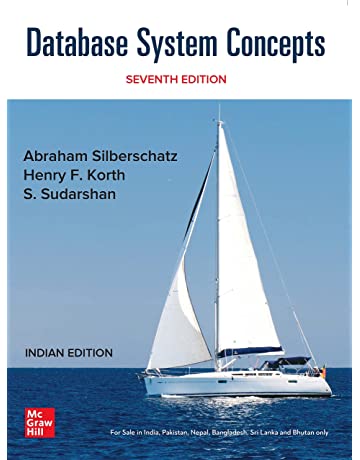 Database System Concepts
SEVENTH EDITION
Abraham Silberschatz
Henry F. Korth
S. Sudarshan
INDIAN EDITION
Mc
Graw
Hill
For Sale in India, Pakistan, Nepal, Bangladesh, Sri Lanka and Bhutan only